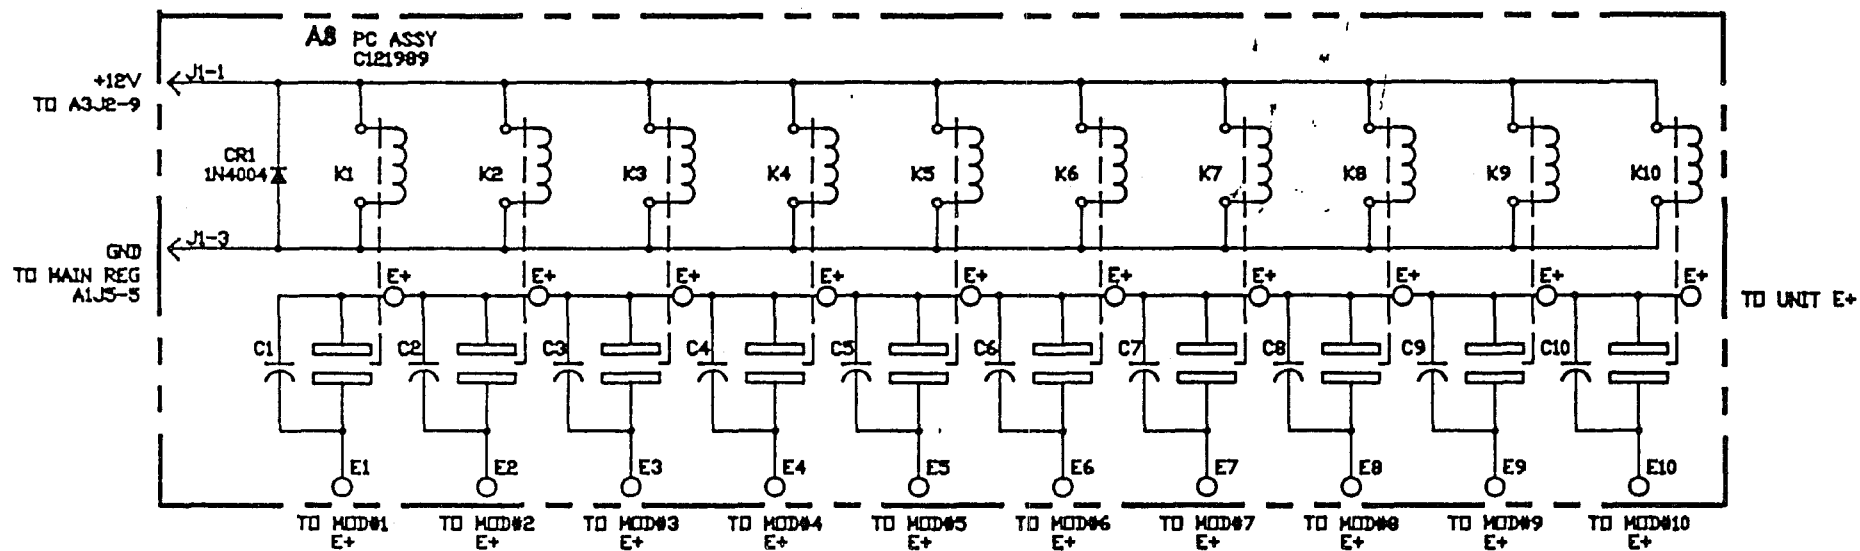 A8 PC ASSY
C121989
+12V
TO A3J2-9
J1-1
CR1
1N4004
K1
K2
K3
K4
K5
K6
K7
K8
K9
K10
J1-3
GND
TO MAIN REG
A1J5-5
E+
E+
E+
E+
E+
E+
E+
E+
E+
E+
TO UNIT E+
C1
C2
C3
C4
C5
C6
C7
C8
C9
C10
E1
E2
E3
E4
E5
E6
E7
E8
E9
E10
TO MOD#1
E+
TO MOD#2
E+
TO MOD#3
E+
TO MOD#4
E+
TO MOD#5
E+
TO MOD#6
E+
TO MOD#7
E+
TO MOD#8
E+
TO MOD#9
E+
TO MOD#10
E+